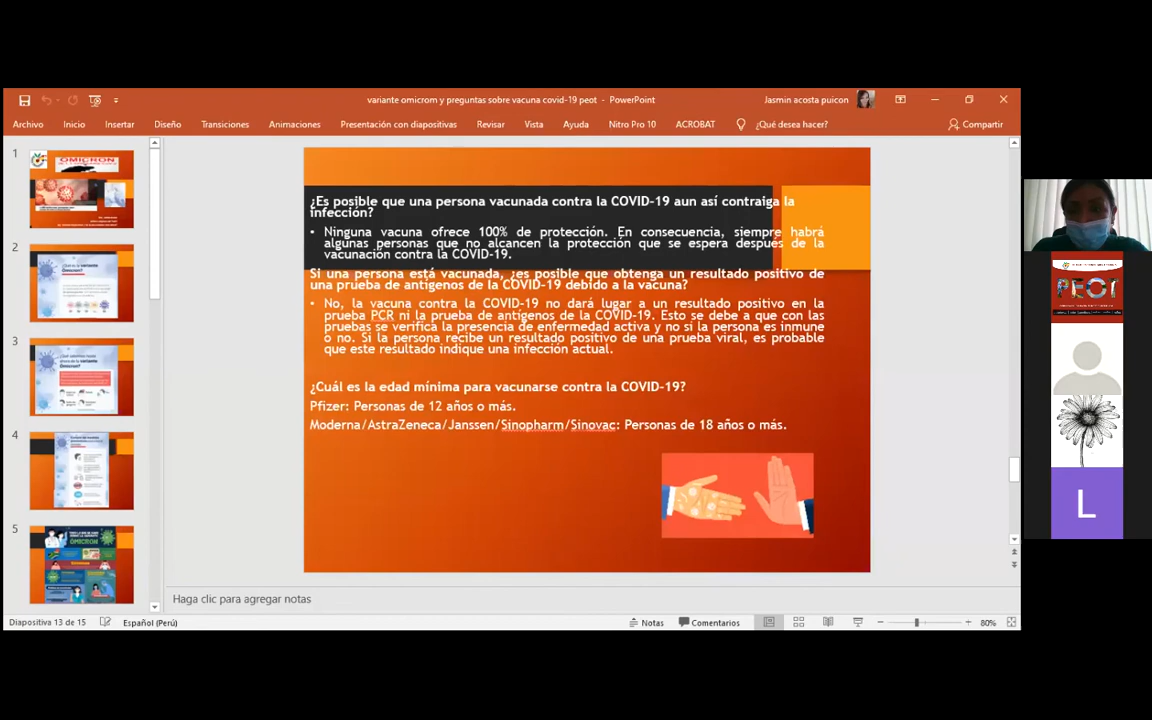 variante omicrom y preguntas sobre vacuna covid-19 peot - PowerPoint
Jasmin acosta puicon
Archivo Inicio Insertar Diseño Transiciones Animaciones Presentación con diapositivas Revisar Vista Ayuda Nitro Pro 10 ACROBAT ¿Qué desea hacer? Compartir
1
OMICRON
2
3
4
5
OMICRON
¿Es posible que una persona vacunada contra la COVID-19 aun así contraiga la
infección?
• Ninguna vacuna ofrece 100% de protección. En consecuencia, siempre habrá
algunas personas que no alcancen la protección que se espera después de la
vacunación contra la COVID-19.
Si una persona está vacunada, ¿es posible que obtenga un resultado positivo de
una prueba de antígenos de la COVID-19 debido a la vacuna?
• No, la vacuna contra la COVID-19 no dará lugar a un resultado positivo en la
prueba PCR ni la prueba de antígenos de la COVID-19. Esto se debe a que con las
pruebas se verifica la presencia de enfermedad activa y no si la persona es inmune
o no. Si la persona recibe un resultado positivo de una prueba viral, es probable
que este resultado indique una infección actual.
¿Cuál es la edad mínima para vacunarse contra la COVID-19?
Pfizer: Personas de 12 años o más.
Moderna/AstraZeneca/Janssen/Sinopharm/Sinovac: Personas de 18 años o más.
PEOT
L
Haga clic para agregar notas
Diapositiva 13 de 15 Español (Perú) Notas Comentarios 80%